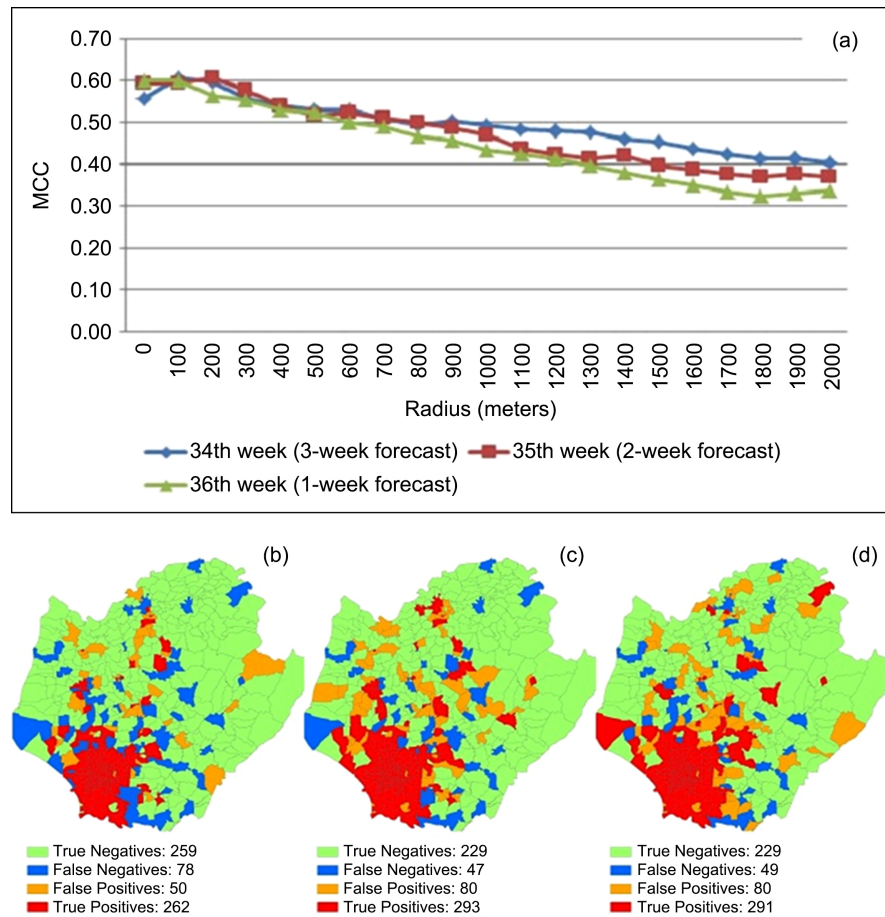 (a)
MCC
0.70
0.60
0.50
0.40
0.30
0.20
0.10
0.00
0 100 200 300 400 500 600 700 800 900 1000 1100 1200 1300 1400 1500 1600 1700 1800 1900 2000
Radius (meters)
34th week (3-week forecast) 35th week (2-week forecast)
36th week (1-week forecast)
(b)
True Negatives: 259
False Negatives: 78
False Positives: 50
True Positives: 262
(c)
True Negatives: 229
False Negatives: 47
False Positives: 80
True Positives: 293
(d)
True Negatives: 229
False Negatives: 49
False Positives: 80
True Positives: 291